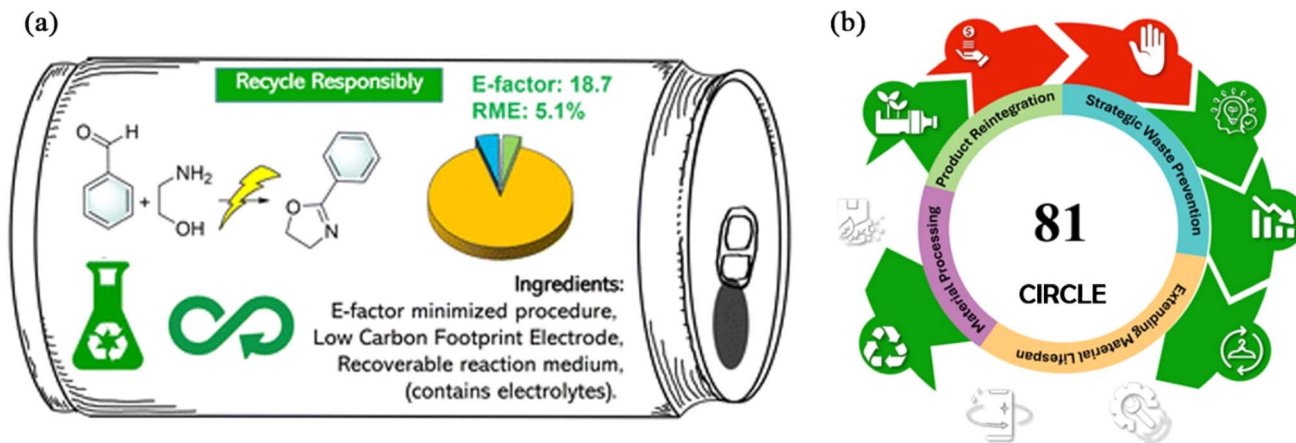 (a)
Recycle Responsibly
E-factor: 18.7
RME: 5.1%
O
H
+
NH₂
OH
O
N
Ingredients:
E-factor minimized procedure,
Low Carbon Footprint Electrode,
Recoverable reaction medium,
(contains electrolytes).
(b)
$
Product Reintegration
Strategic Waste Prevention
Material Processing
Extending Material Lifespan
81
CIRCLE